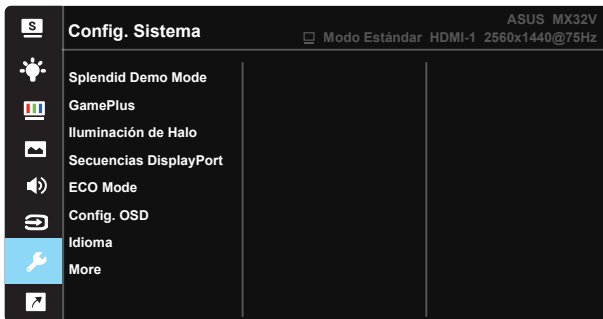 S
Config. Sistema
ASUS MX32V
Modo Estándar HDMI-1 2560x1440@75Hz
Splendid Demo Mode
GamePlus
Iluminación de Halo
Secuencias DisplayPort
ECO Mode
Config. OSD
Idioma
More